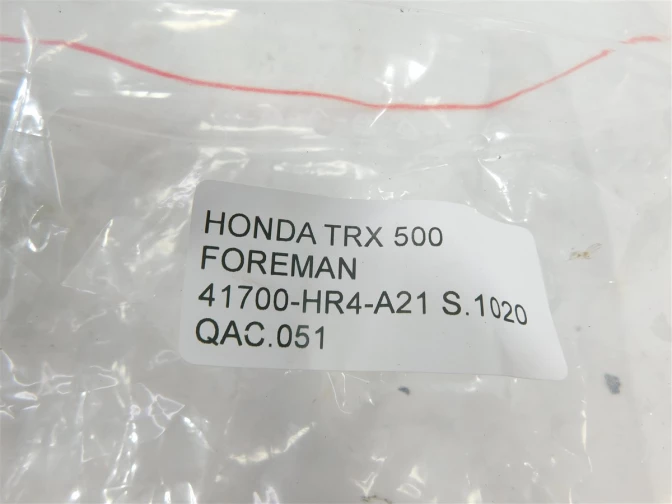 HONDA TRX 500
FOREMAN
41700-HR4-A21 S.1020
QAC.051